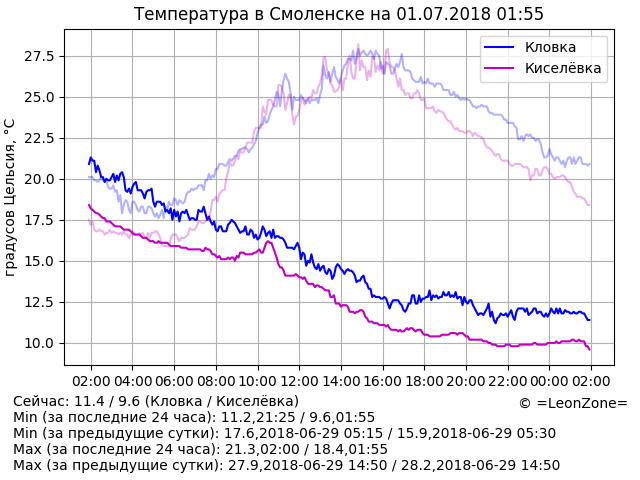 Температура в Смоленске на 01.07.2018 01:55
градусов Цельсия, °C
27.5
25.0
22.5
20.0
17.5
15.0
12.5
10.0
Кловка
Киселёвка
02:00 04:00 06:00 08:00 10:00 12:00 14:00 16:00 18:00 20:00 22:00 00:00 02:00
Сейчас: 11.4 / 9.6 (Кловка / Киселёвка)
© =LeonZone=
Min (за последние 24 часа): 11.2,21:25 / 9.6,01:55
Min (за предыдущие сутки): 17.6,2018-06-29 05:15 / 15.9,2018-06-29 05:30
Max (за последние 24 часа): 21.3,02:00 / 18.4,01:55
Max (за предыдущие сутки): 27.9,2018-06-29 14:50 / 28.2,2018-06-29 14:50